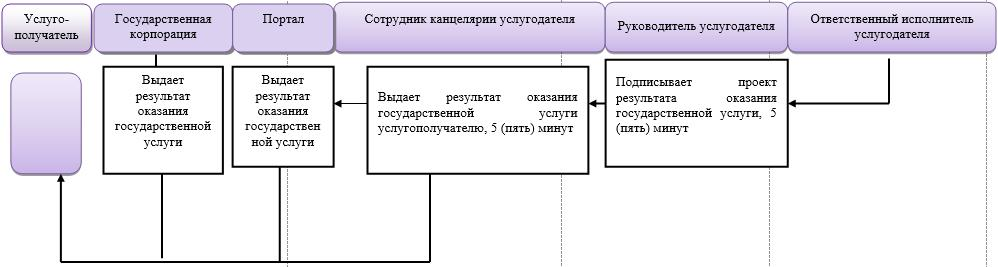 Услуго-
получатель
Государственная
корпорация
Портал
Сотрудник канцелярии услугодателя
Руководитель услугодателя
Ответственный исполнитель
услугодателя
Выдает
результат
оказания
государственной
услуги
Выдает
результат
оказания
государствен
ной услуги
Выдает результат оказания
государственной услуги
услугополучателю, 5 (пять) минут
Подписывает проект
результата оказания
государственной услуги, 5
(пять) минут